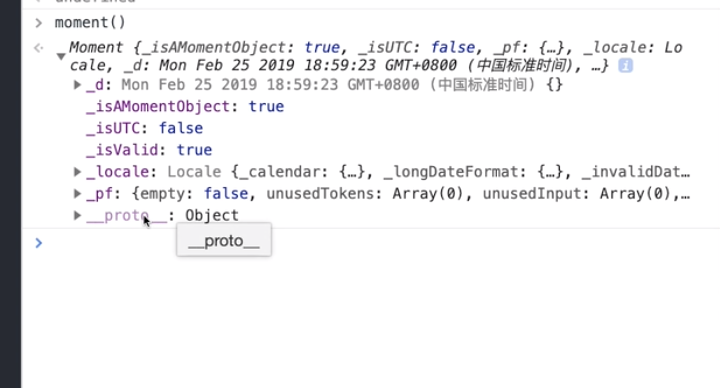 undefined
moment()
Moment {_isAMomentObject: true, _isUTC: false, _pf: {…}, _locale: Lo
cale, _d: Mon Feb 25 2019 18:59:23 GMT+0800 (中国标准时间), …}
_d: Mon Feb 25 2019 18:59:23 GMT+0800 (中国标准时间) {}
_isAMomentObject: true
_isUTC: false
_isValid: true
_locale: Locale {_calendar: {…}, _longDateFormat: {…}, _invalidDat…
_pf: {empty: false, unusedTokens: Array(0), unusedInput: Array(0),…
__proto__: Object
__proto__